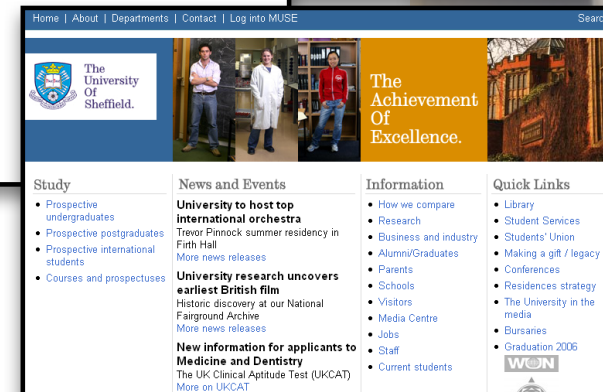 Home | About | Departments | Contact | Log into MUSE
Searc
The
University
Of
Sheffield.
The
Achievement
Of
Excellence.
Study
Prospective
undergraduates
Prospective postgraduates
Prospective international
students
Courses and prospectuses
News and Events
University to host top
international orchestra
Trevor Pinnock summer residency in
Firth Hall
More news releases
University research uncovers
earliest British film
Historic discovery at our National
Fairground Archive
More news releases
New information for applicants to
Medicine and Dentistry
The UK Clinical Aptitude Test (UKCAT)
More on UKCAT
Information
How we compare
Research
Business and industry
Alumni/Graduates
Parents
Schools
Visitors
Media Centre
Jobs
Staff
Current students
Quick Links
Library
Student Services
Students' Union
Making a gift / legacy
Conferences
Residences strategy
The University in the
media
Bursaries
Graduation 2006
WUN